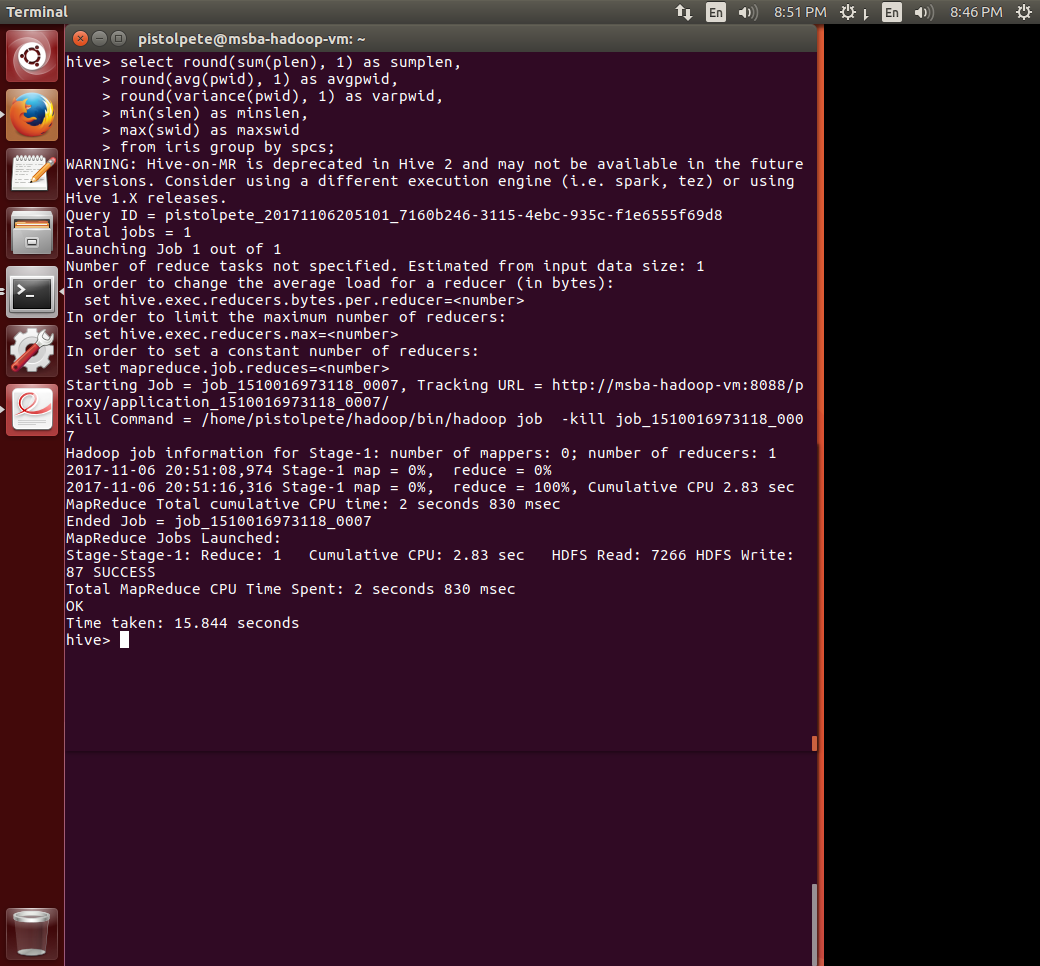 Terminal
En
8:51 PM
En
8:46 PM
pistolpete@msba-hadoop-vm: ~
hive> select round(sum(plen), 1) as sumplen,
    > round(avg(pwid), 1) as avgpwid,
    > round(variance(pwid), 1) as varpwid,
    > min(slen) as minslen,
    > max(swid) as maxswid
    > from iris group by spcs;
WARNING: Hive-on-MR is deprecated in Hive 2 and may not be available in the future
 versions. Consider using a different execution engine (i.e. spark, tez) or using
Hive 1.X releases.
Query ID = pistolpete_20171106205101_7160b246-3115-4ebc-935c-f1e6555f69d8
Total jobs = 1
Launching Job 1 out of 1
Number of reduce tasks not specified. Estimated from input data size: 1
In order to change the average load for a reducer (in bytes):
  set hive.exec.reducers.bytes.per.reducer=<number>
In order to limit the maximum number of reducers:
  set hive.exec.reducers.max=<number>
In order to set a constant number of reducers:
  set mapreduce.job.reduces=<number>
Starting Job = job_1510016973118_0007, Tracking URL = http://msba-hadoop-vm:8088/p
roxy/application_1510016973118_0007/
Kill Command = /home/pistolpete/hadoop/bin/hadoop job  -kill job_1510016973118_000
7
Hadoop job information for Stage-1: number of mappers: 0; number of reducers: 1
2017-11-06 20:51:08,974 Stage-1 map = 0%,  reduce = 0%
2017-11-06 20:51:16,316 Stage-1 map = 0%,  reduce = 100%, Cumulative CPU 2.83 sec
MapReduce Total cumulative CPU time: 2 seconds 830 msec
Ended Job = job_1510016973118_0007
MapReduce Jobs Launched:
Stage-Stage-1: Reduce: 1   Cumulative CPU: 2.83 sec   HDFS Read: 7266 HDFS Write:
87 SUCCESS
Total MapReduce CPU Time Spent: 2 seconds 830 msec
OK
Time taken: 15.844 seconds
hive>